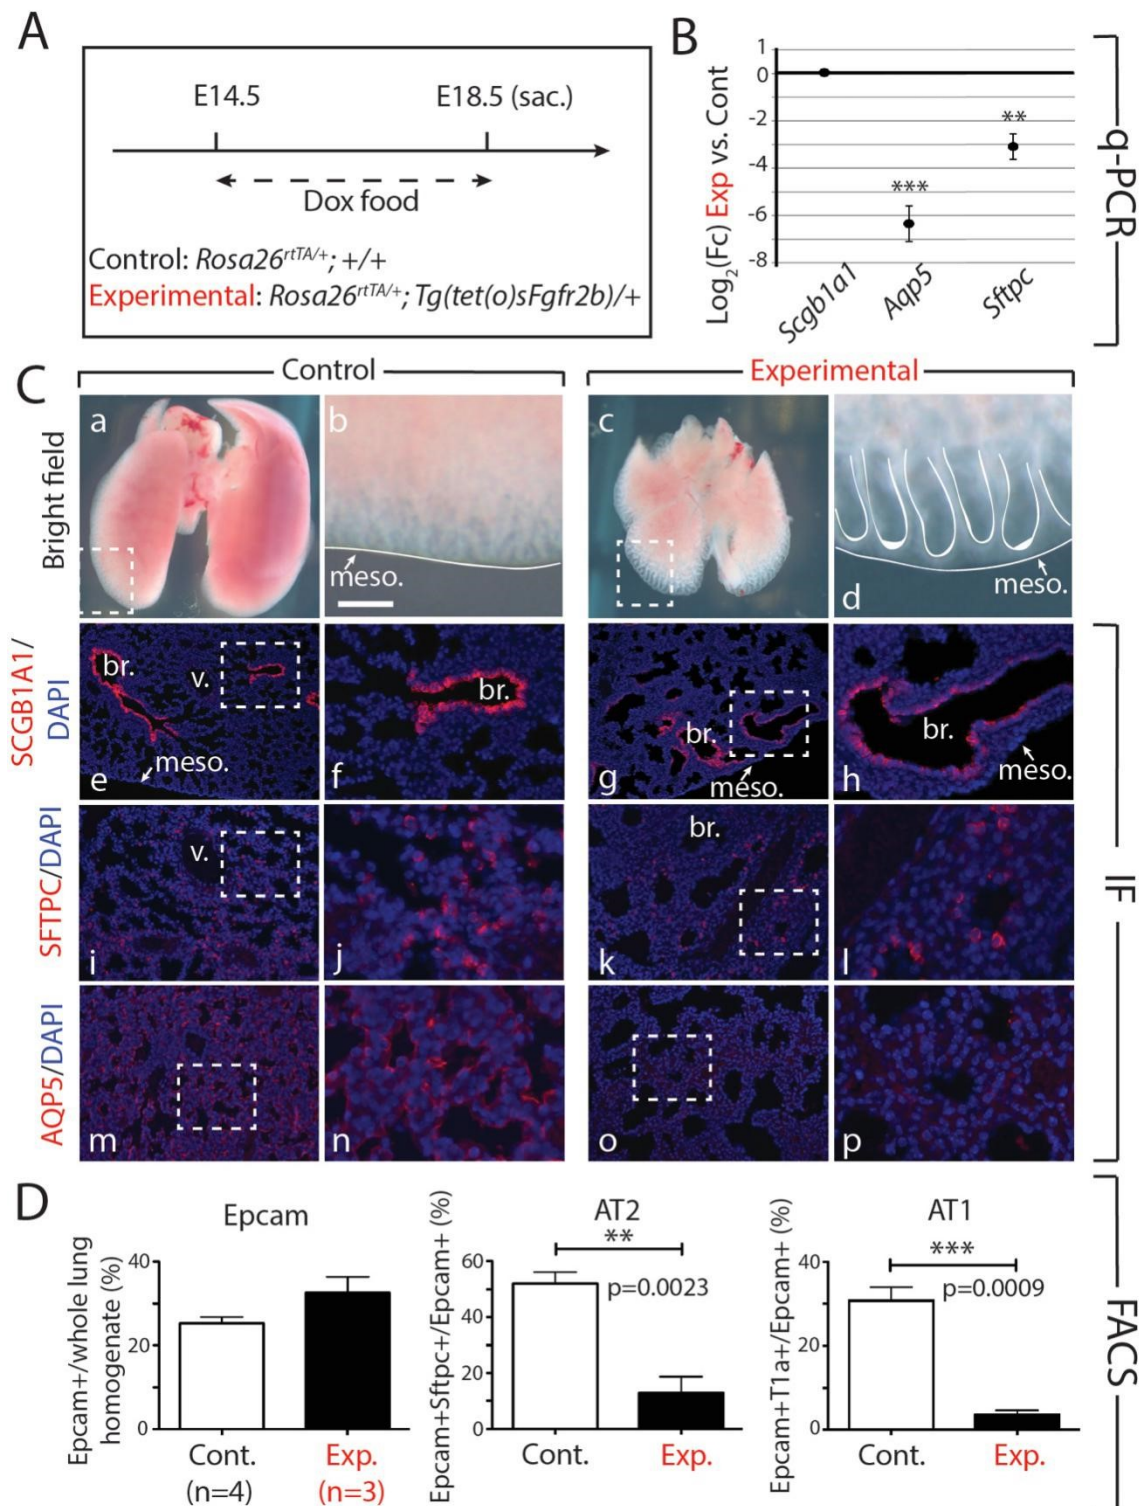 A
E14.5
E18.5 (sac.)
Dox food
Control: Rosa26^rtTA/+; +/+
Experimental: Rosa26^rtTA/+; Tg(tet(o)sFgfr2b)/+
B
Log₂(Fc) Exp vs. Cont
1
0
-2
-4
-6
-8
**
***
Scgb1a1
Aqp5
Sftpc
q-PCR
C
Control
Experimental
Bright field
a
b
meso.
c
d
meso.
SCGB1A1/
DAPI
br.
v.
meso.
e
br.
f
br.
meso.
g
br.
meso.
h
SFTPC/DAPI
v.
i
j
br.
k
l
AQP5/DAPI
m
n
o
p
IF
D
Epcam
Epcam+/whole lung
homogenate (%)
40
20
0
Cont.
(n=4)
Exp.
(n=3)
AT2
Epcam+Sftpc+/Epcam+ (%)
60
40
20
0
**
p=0.0023
Cont.
Exp.
AT1
Epcam+T1a+/Epcam+ (%)
40
20
0
***
p=0.0009
Cont.
Exp.
FACS